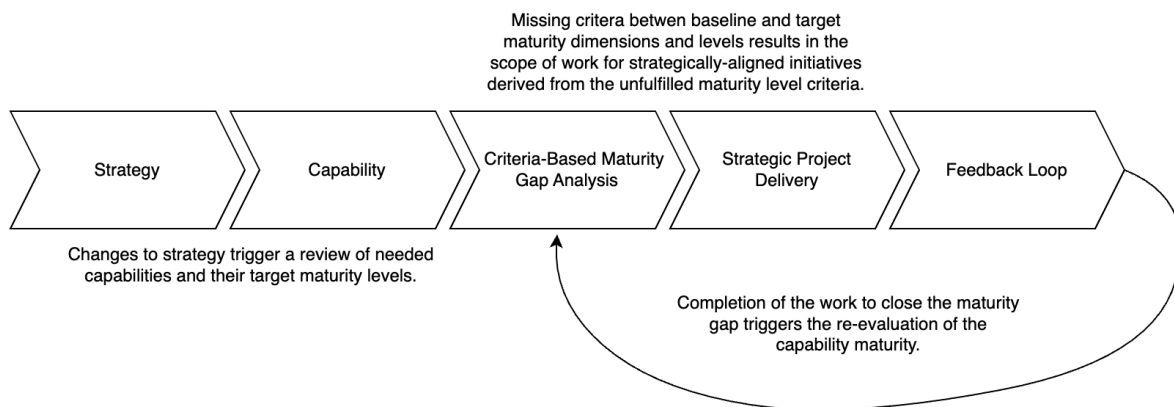 Missing critera betwen baseline and target
maturity dimensions and levels results in the
scope of work for strategically-aligned initiatives
derived from the unfulfilled maturity level criteria.
Strategy
Capability
Criteria-Based Maturity
Gap Analysis
Strategic Project
Delivery
Feedback Loop
Changes to strategy trigger a review of needed
capabilities and their target maturity levels.
Completion of the work to close the maturity
gap triggers the re-evaluation of the
capability maturity.